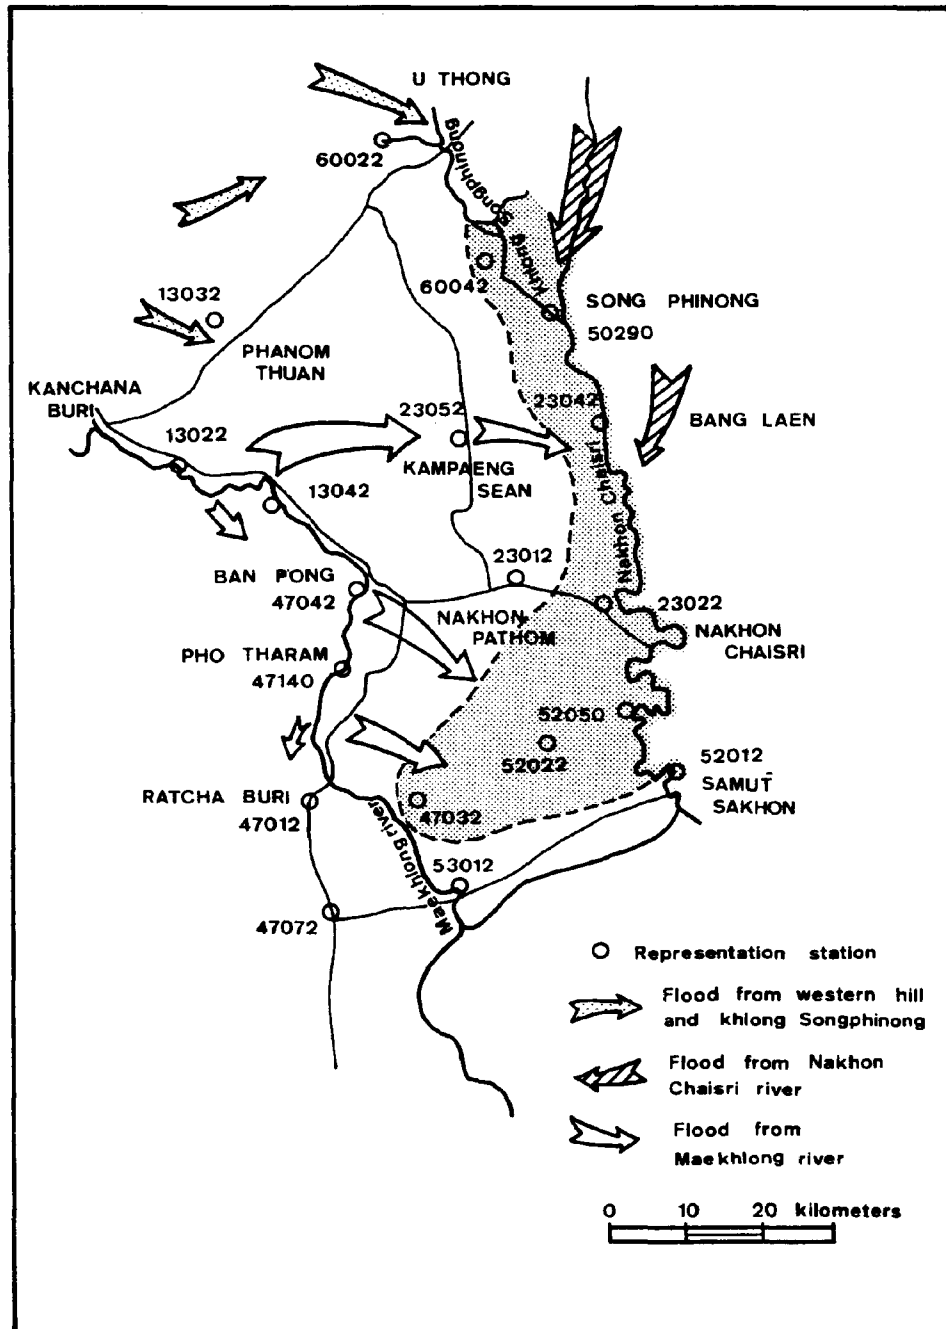 U THONG
60022
Khlong Songphinong
60042
13032
SONG PHINONG
50290
PHANOM
THUAN
KANCHANA
BURI
23052
23042
BANG LAEN
13022
KAMPAENG
SEAN
13042
Nakhon Chaisri
23012
BAN PONG
47042
23022
NAKHON
PATHOM
NAKHON
CHAISRI
PHO THARAM
47140
52050
52022
52012
SAMUT
SAKHON
RATCHA BURI
47012
47032
Maekhlong river
53012
47072
Representation station
Flood from western hill
and khlong Songphinong
Flood from Nakhon
Chaisri river
Flood from
Maekhlong river
0 10 20 kilometers